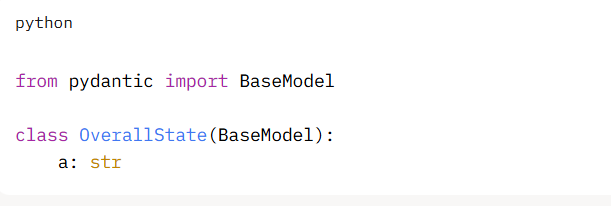 python
from pydantic import BaseModel
class OverallState(BaseModel):
    a: str